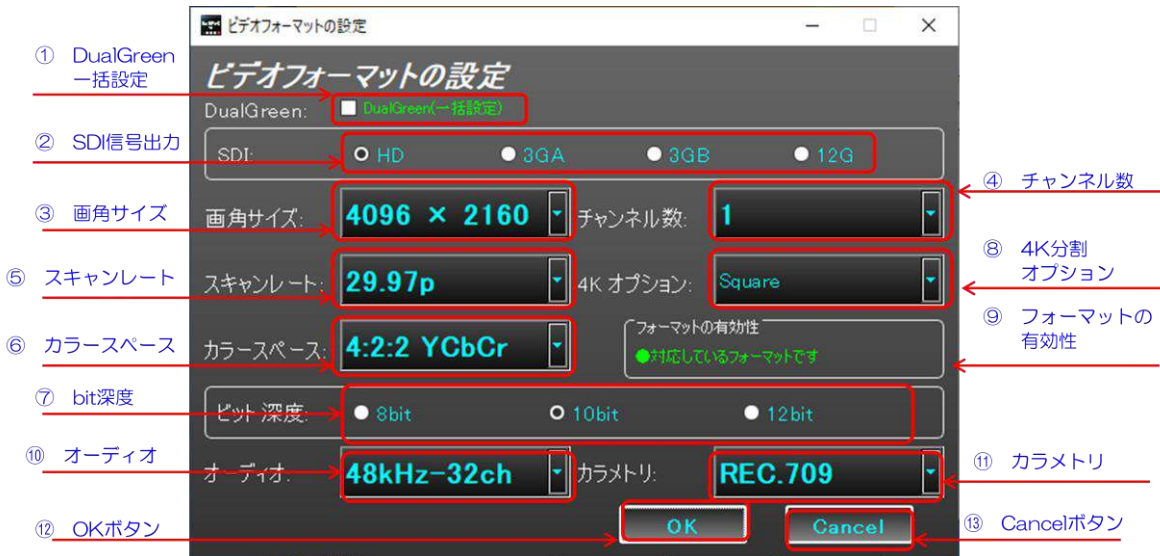 ビデオフォーマットの設定
① DualGreen
一括設定
ビデオフォーマットの設定
DualGreen: DualGreen(一括設定)
② SDI信号出力
SDI: HD 3GA 3GB 12G
④ チャンネル数
③ 画角サイズ
画角サイズ: 4096 × 2160 チャンネル数: 1
⑧ 4K分割
オプション
⑤ スキャンレート
スキャンレート: 29.97p 4K オプション: Square
⑨ フォーマットの
有効性
⑥ カラースペース
カラースペース: 4:2:2 YCbCr
フォーマットの有効性
●対応しているフォーマットです
⑦ bit深度
ビット深度: 8bit 10bit 12bit
⑩ オーディオ
オーディオ: 48kHz-32ch カラメトリ: REC.709
⑪ カラメトリ
⑫ OKボタン
OK Cancel
⑬ Cancelボタン